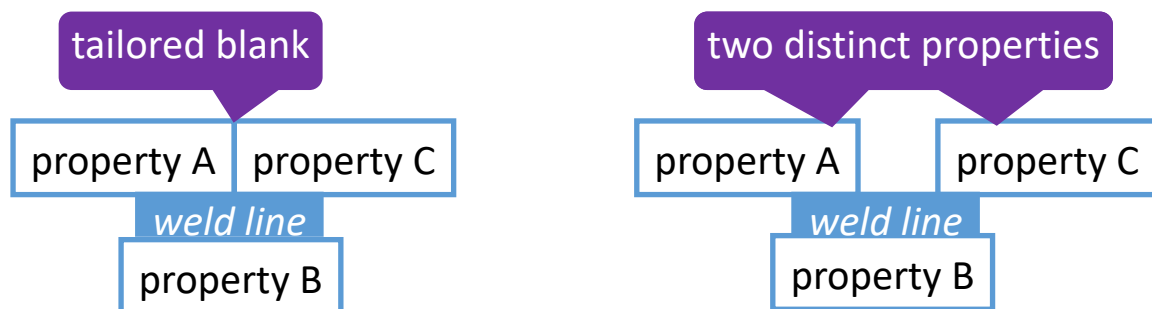 tailored blank
two distinct properties
property A
property C
property A
property C
weld line
weld line
property B
property B